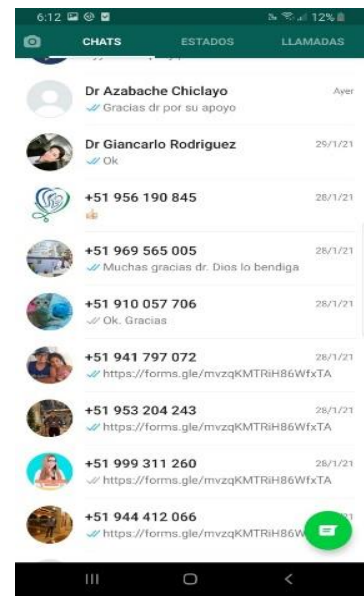 6:12 12%
CHATS ESTADOS LLAMADAS
Dr Azabache Chiclayo Ayer
Gracias dr por su apoyo
Dr Giancarlo Rodriguez 29/1/21
Ok
+51 956 190 845 28/1/21
+51 969 565 005 28/1/21
Muchas gracias dr. Dios lo bendiga
+51 910 057 706 28/1/21
Ok. Gracias
+51 941 797 072 28/1/21
https://forms.gle/mvzqKMTRiH86WfxTA
+51 953 204 243 28/1/21
https://forms.gle/mvzqKMTRiH86WfxTA
+51 999 311 260 28/1/21
https://forms.gle/mvzqKMTRiH86WfxTA
+51 944 412 066
https://forms.gle/mvzqKMTRiH86W